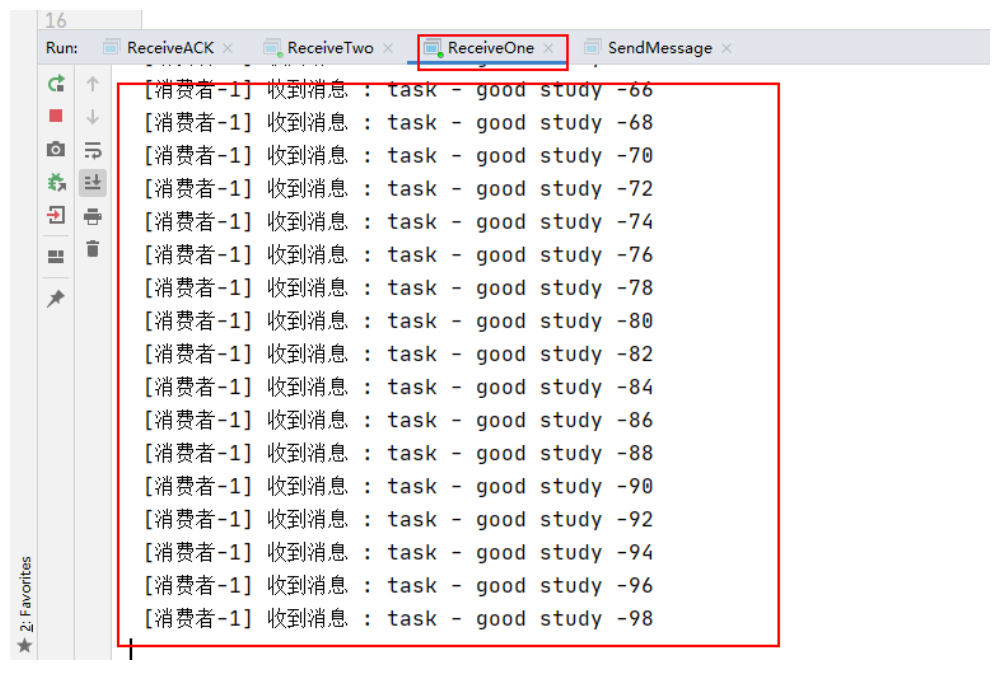 16
Run: ReceiveACK × ReceiveTwo × ReceiveOne × SendMessage ×
[消费者-1] 收到消息 : task - good study -66
[消费者-1] 收到消息 : task - good study -68
[消费者-1] 收到消息 : task - good study -70
[消费者-1] 收到消息 : task - good study -72
[消费者-1] 收到消息 : task - good study -74
[消费者-1] 收到消息 : task - good study -76
[消费者-1] 收到消息 : task - good study -78
[消费者-1] 收到消息 : task - good study -80
[消费者-1] 收到消息 : task - good study -82
[消费者-1] 收到消息 : task - good study -84
[消费者-1] 收到消息 : task - good study -86
[消费者-1] 收到消息 : task - good study -88
[消费者-1] 收到消息 : task - good study -90
[消费者-1] 收到消息 : task - good study -92
[消费者-1] 收到消息 : task - good study -94
[消费者-1] 收到消息 : task - good study -96
[消费者-1] 收到消息 : task - good study -98
2: Favorites